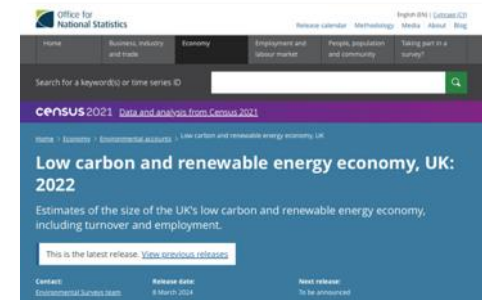 Office for
National Statistics
English (EN) | Cymraeg (CY)
Release calendar Methodology Media About Blog
Home
Business, industry
and trade
Economy
Employment and
labour market
People, population
and community
Taking part in a
survey?
Search for a keyword(s) or time series ID
census 2021 Data and analysis from Census 2021
Home > Economy > Environmental accounts > Low carbon and renewable energy economy, UK
Low carbon and renewable energy economy, UK:
2022
Estimates of the size of the UK's low carbon and renewable energy economy,
including turnover and employment.
This is the latest release. View previous releases
Contact:
Environmental Surveys team
Release date:
8 March 2024
Next release:
To be announced